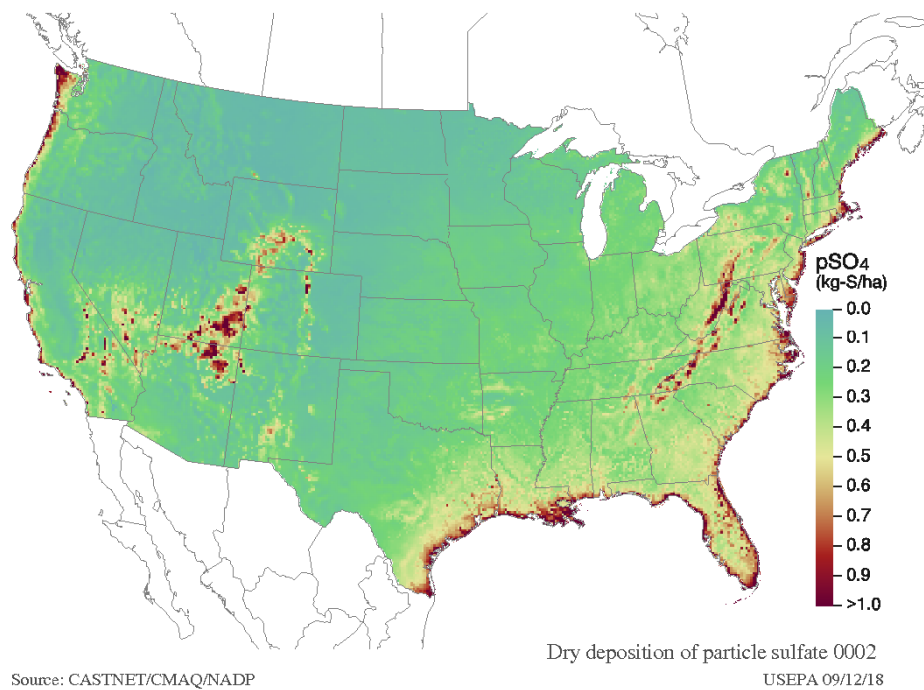 pSO4
(kg-S/ha)
0.0
0.1
0.2
0.3
0.4
0.5
0.6
0.7
0.8
0.9
>1.0
Dry deposition of particle sulfate 0002
Source: CASTNET/CMAQ/NADP
USEPA 09/12/18